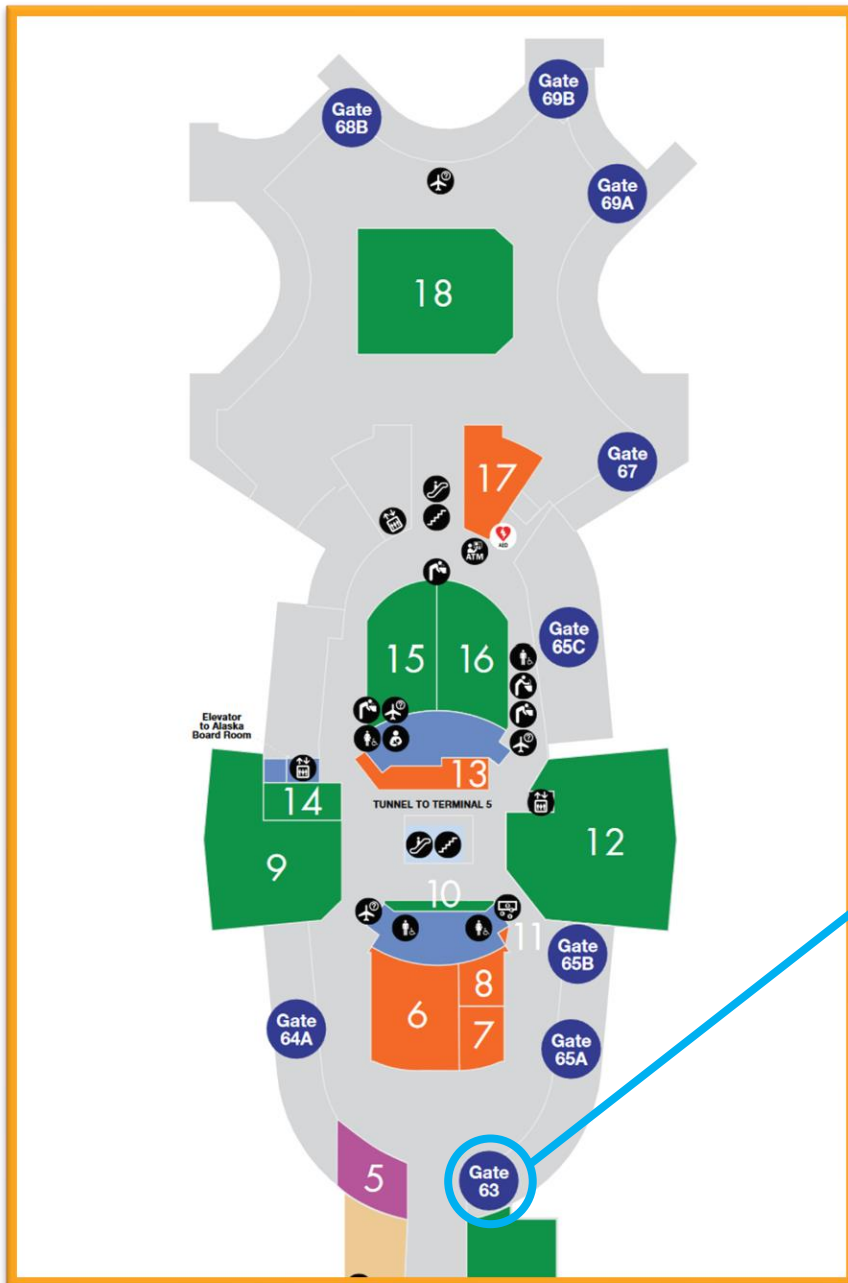 Gate
68B
Gate
69B
Gate
69A
18
17
Gate
67
ATM
AED
15
16
Gate
65C
Elevator
to Alaska
Board Room
13
14
TUNNEL TO TERMINAL 5
9
12
10
11
Gate
65B
6
8
7
Gate
64A
Gate
65A
5
Gate
63